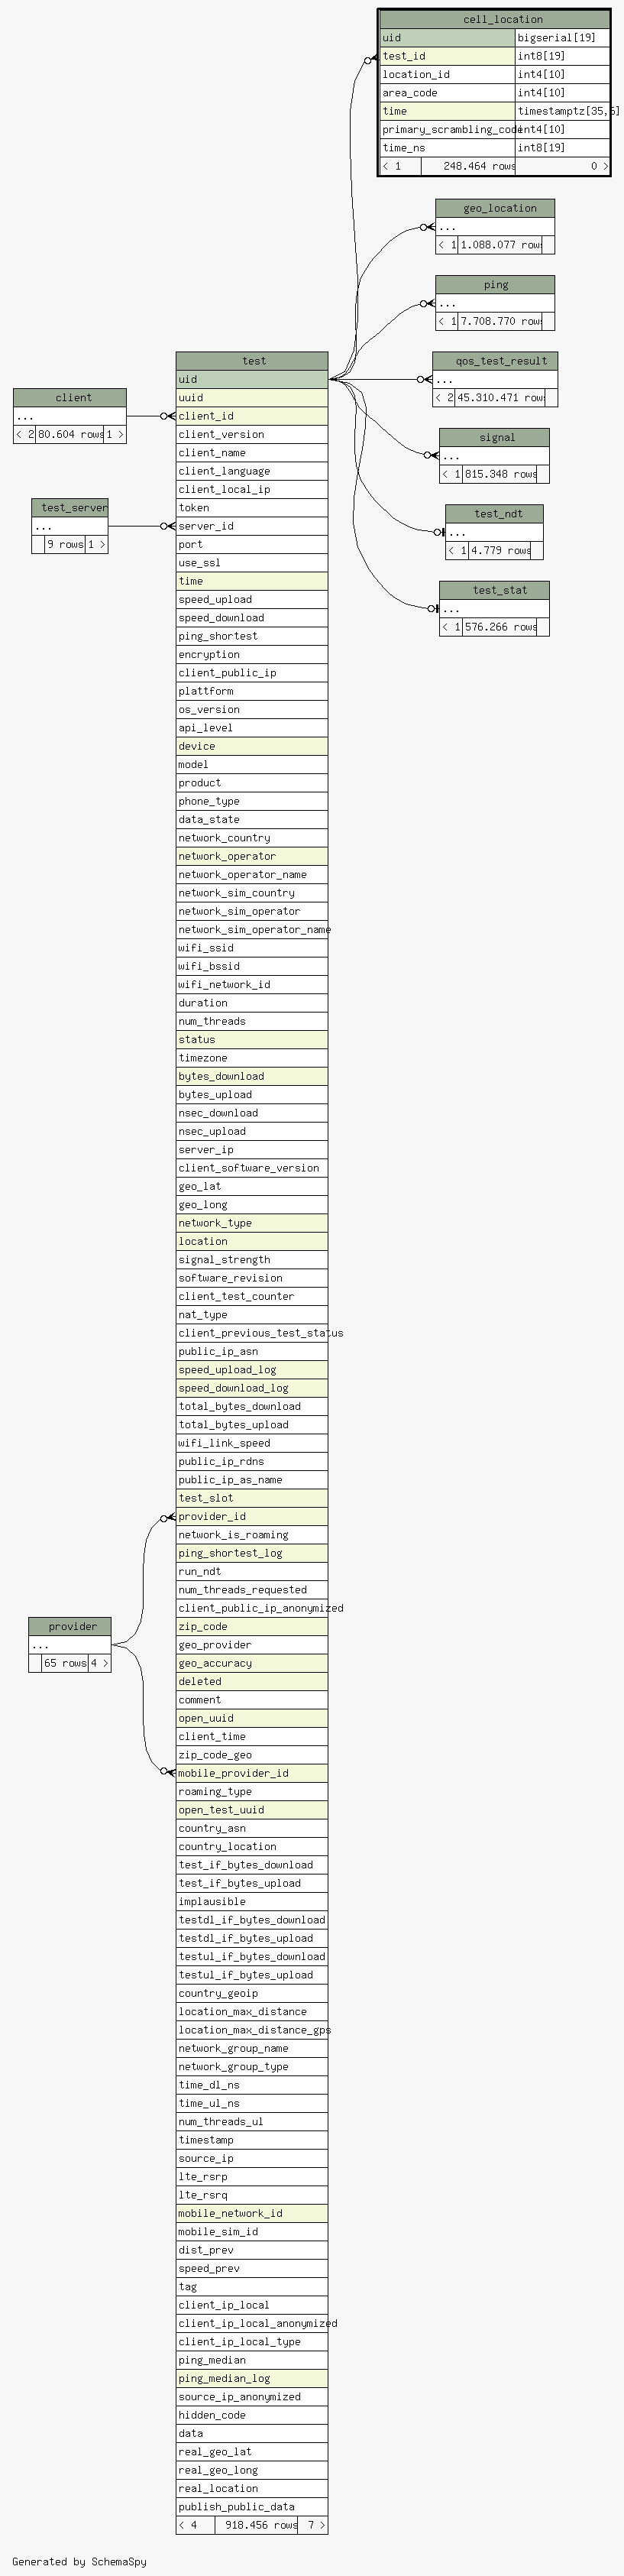 cell_location
uid bigserial[19]
test_id int8[19]
location_id int4[10]
area_code int4[10]
time timestamptz[35,6]
primary_scrambling_code int4[10]
time_ns int8[19]
< 1 248.464 rows 0 >
geo_location
...
< 1 1.088.077 rows
ping
...
< 1 7.708.770 rows
qos_test_result
...
< 2 45.310.471 rows
signal
...
< 1 815.348 rows
test_ndt
...
< 1 4.779 rows
test_stat
...
< 1 576.266 rows
client
...
< 2 80.604 rows 1 >
test_server
...
9 rows 1 >
provider
...
65 rows 4 >
test
uid
uuid
client_id
client_version
client_name
client_language
client_local_ip
token
server_id
port
use_ssl
time
speed_upload
speed_download
ping_shortest
encryption
client_public_ip
plattform
os_version
api_level
device
model
product
phone_type
data_state
network_country
network_operator
network_operator_name
network_sim_country
network_sim_operator
network_sim_operator_name
wifi_ssid
wifi_bssid
wifi_network_id
duration
num_threads
status
timezone
bytes_download
bytes_upload
nsec_download
nsec_upload
server_ip
client_software_version
geo_lat
geo_long
network_type
location
signal_strength
software_revision
client_test_counter
nat_type
client_previous_test_status
public_ip_asn
speed_upload_log
speed_download_log
total_bytes_download
total_bytes_upload
wifi_link_speed
public_ip_rdns
public_ip_as_name
test_slot
provider_id
network_is_roaming
ping_shortest_log
run_ndt
num_threads_requested
client_public_ip_anonymized
zip_code
geo_provider
geo_accuracy
deleted
comment
open_uuid
client_time
zip_code_geo
mobile_provider_id
roaming_type
open_test_uuid
country_asn
country_location
test_if_bytes_download
test_if_bytes_upload
implausible
testdl_if_bytes_download
testdl_if_bytes_upload
testul_if_bytes_download
testul_if_bytes_upload
country_geoip
location_max_distance
location_max_distance_gps
network_group_name
network_group_type
time_dl_ns
time_ul_ns
num_threads_ul
timestamp
source_ip
lte_rsrp
lte_rsrq
mobile_network_id
mobile_sim_id
dist_prev
speed_prev
tag
client_ip_local
client_ip_local_anonymized
client_ip_local_type
ping_median
ping_median_log
source_ip_anonymized
hidden_code
data
real_geo_lat
real_geo_long
real_location
publish_public_data
< 4 918.456 rows 7 >
Generated by SchemaSpy